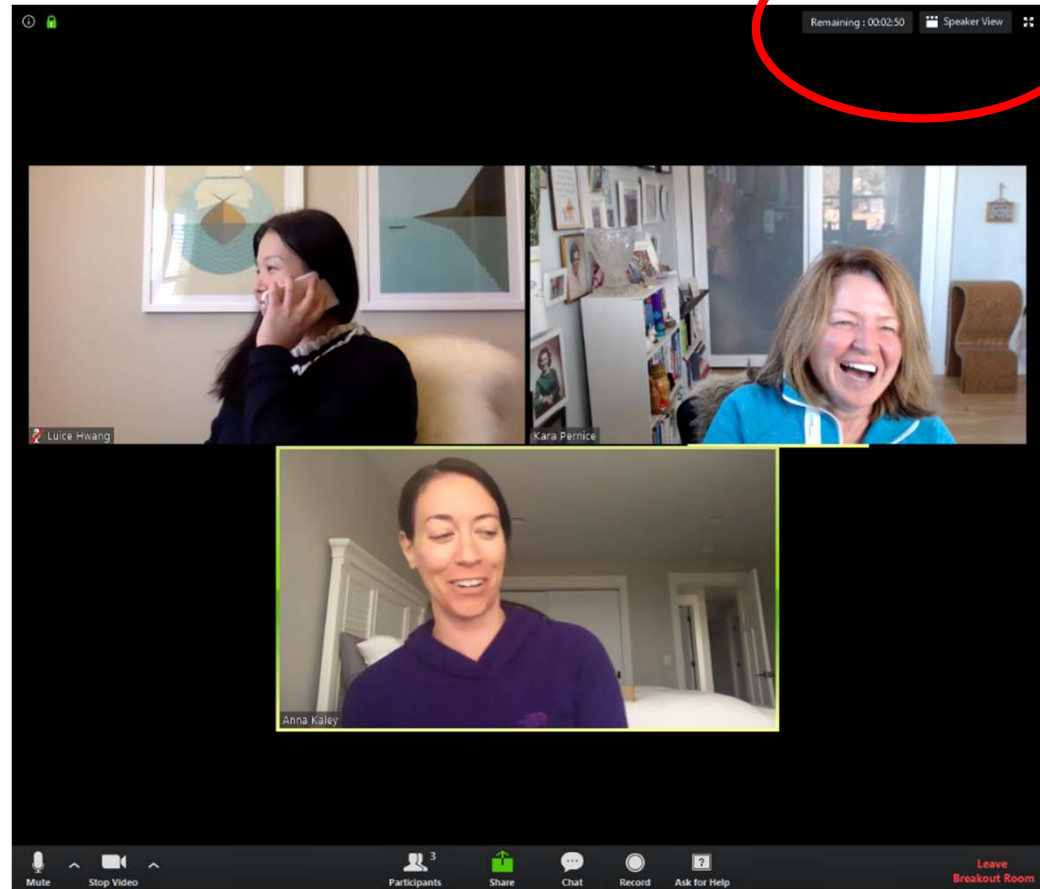 Remaining : 00:02:50
Speaker View
Luice Hwang
Kara Pernice
Anna Kaley
3
Mute
Stop Video
Participants
Share
Chat
Record
Ask for Help
Leave
Breakout Room